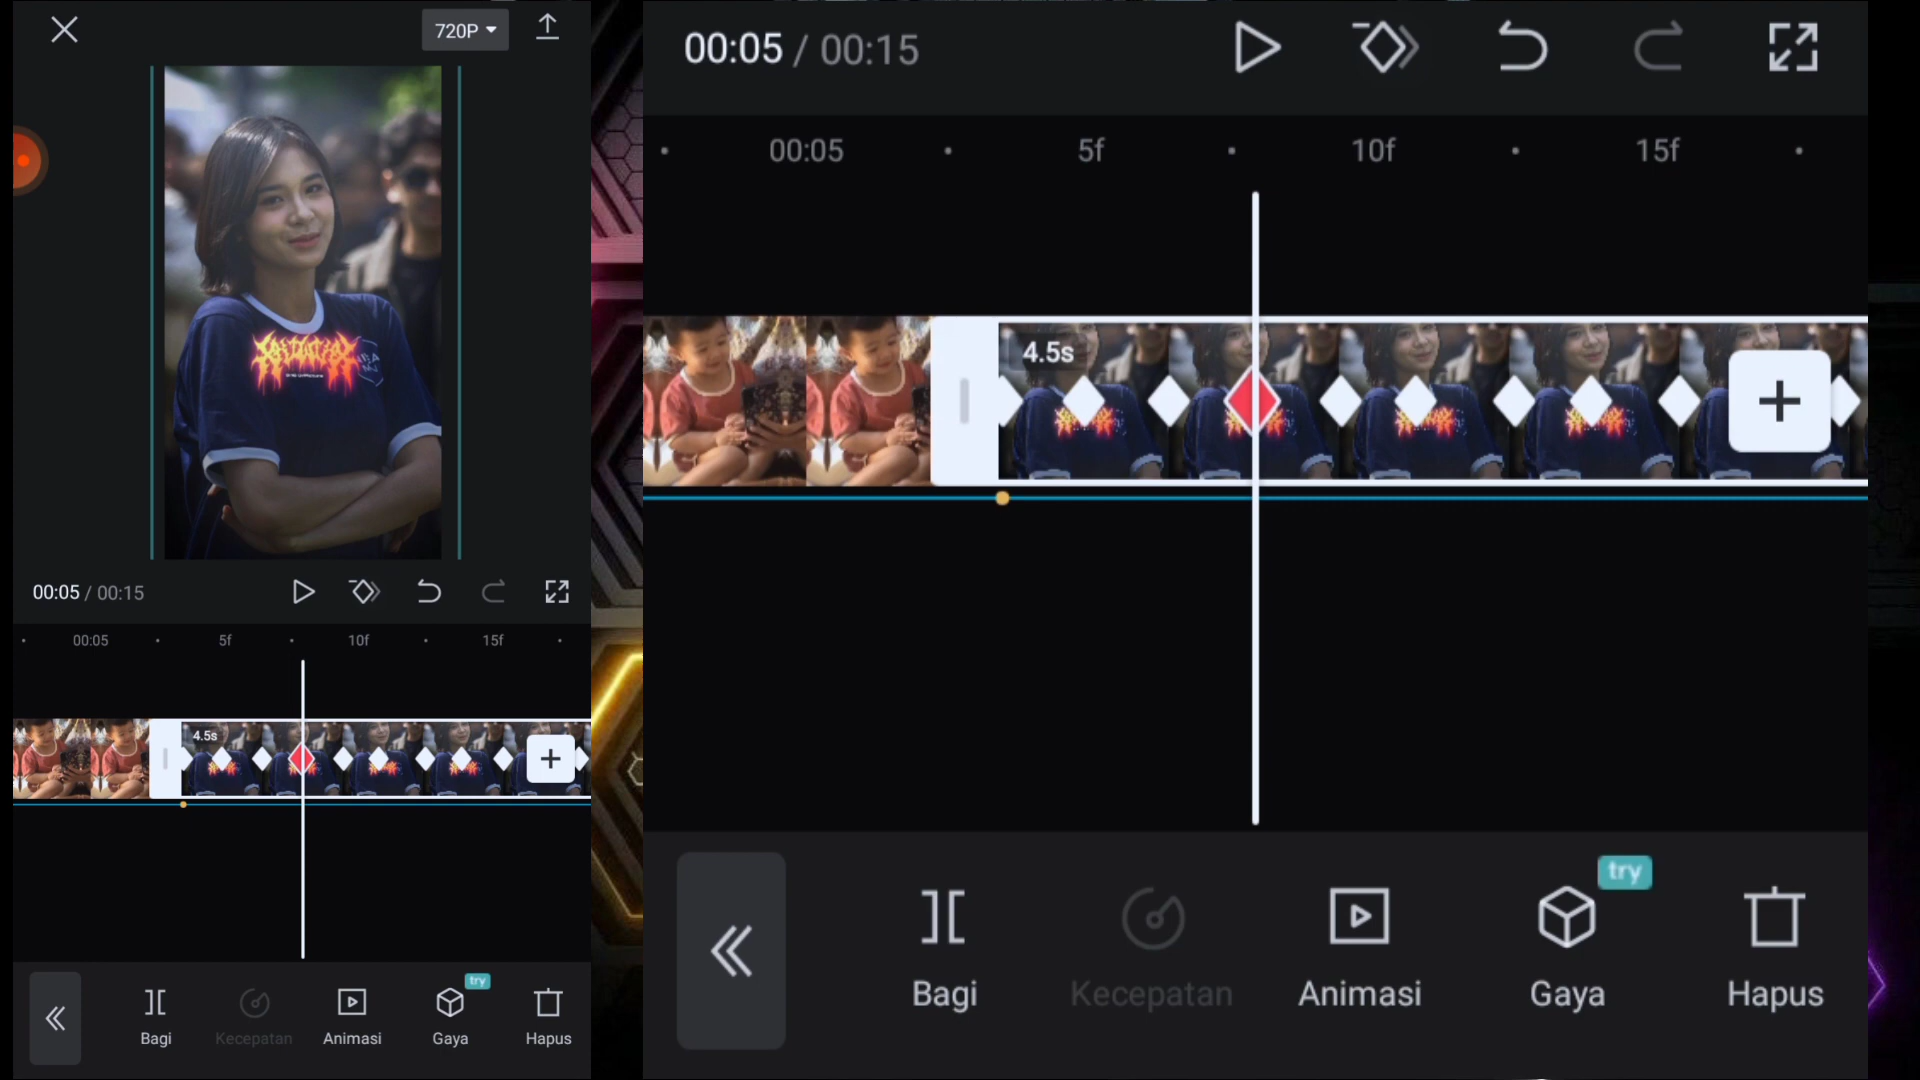 720P
00:05 / 00:15
00:05 5f 10f 15f
4.5s
try
Bagi Kecepatan Animasi Gaya Hapus
00:05 / 00:15
00:05 5f 10f 15f
4.5s
try
Bagi Kecepatan Animasi Gaya Hapus